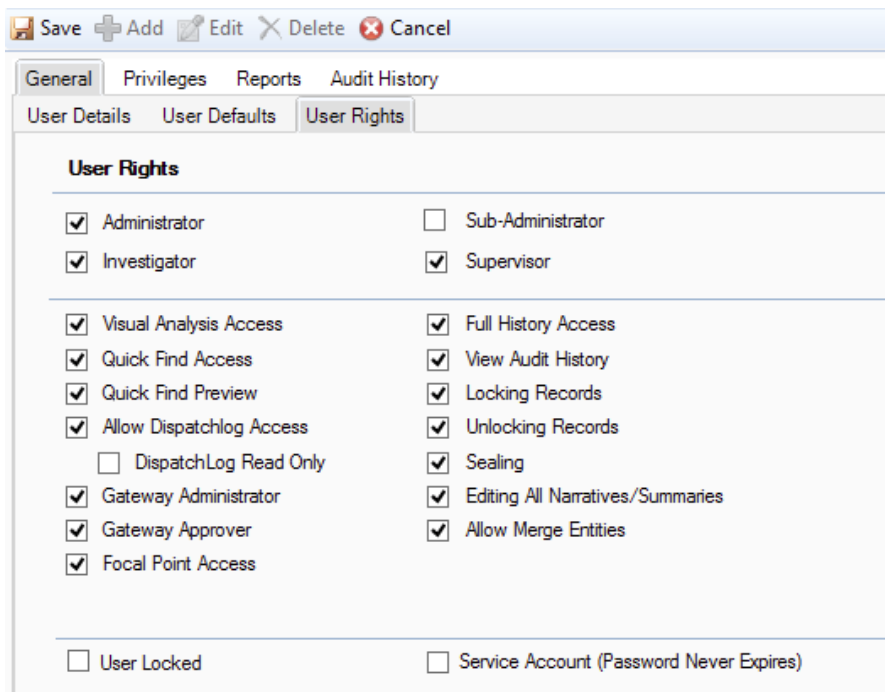 Save Add Edit Delete Cancel
General Privileges Reports Audit History
User Details User Defaults User Rights
User Rights
Administrator Sub-Administrator
Investigator Supervisor
Visual Analysis Access Full History Access
Quick Find Access View Audit History
Quick Find Preview Locking Records
Allow Dispatchlog Access Unlocking Records
DispatchLog Read Only Sealing
Gateway Administrator Editing All Narratives/Summaries
Gateway Approver Allow Merge Entities
Focal Point Access
User Locked Service Account (Password Never Expires)